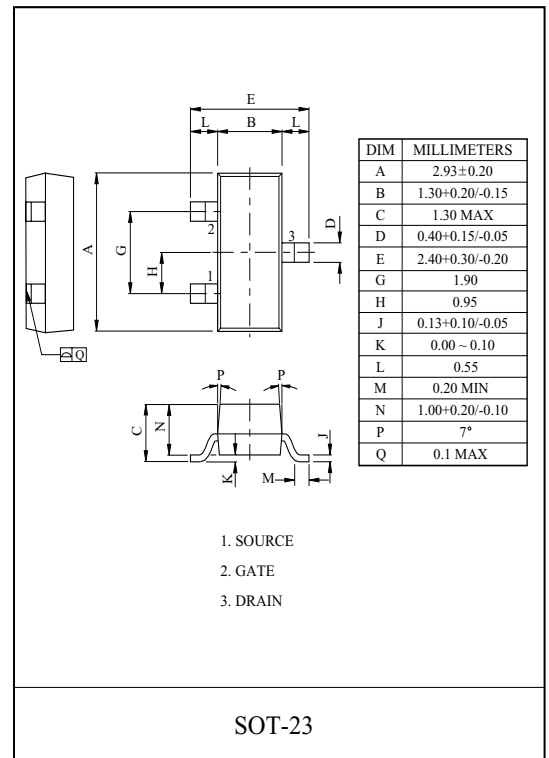 E
L B L
A
G
H
2
1
3
D
Q
P P
C
N
K
M
J
DIM MILLIMETERS
A 2.93±0.20
B 1.30+0.20/-0.15
C 1.30 MAX
D 0.40+0.15/-0.05
E 2.40+0.30/-0.20
G 1.90
H 0.95
J 0.13+0.10/-0.05
K 0.00 ~ 0.10
L 0.55
M 0.20 MIN
N 1.00+0.20/-0.10
P 7°
Q 0.1 MAX
1. SOURCE
2. GATE
3. DRAIN
SOT-23